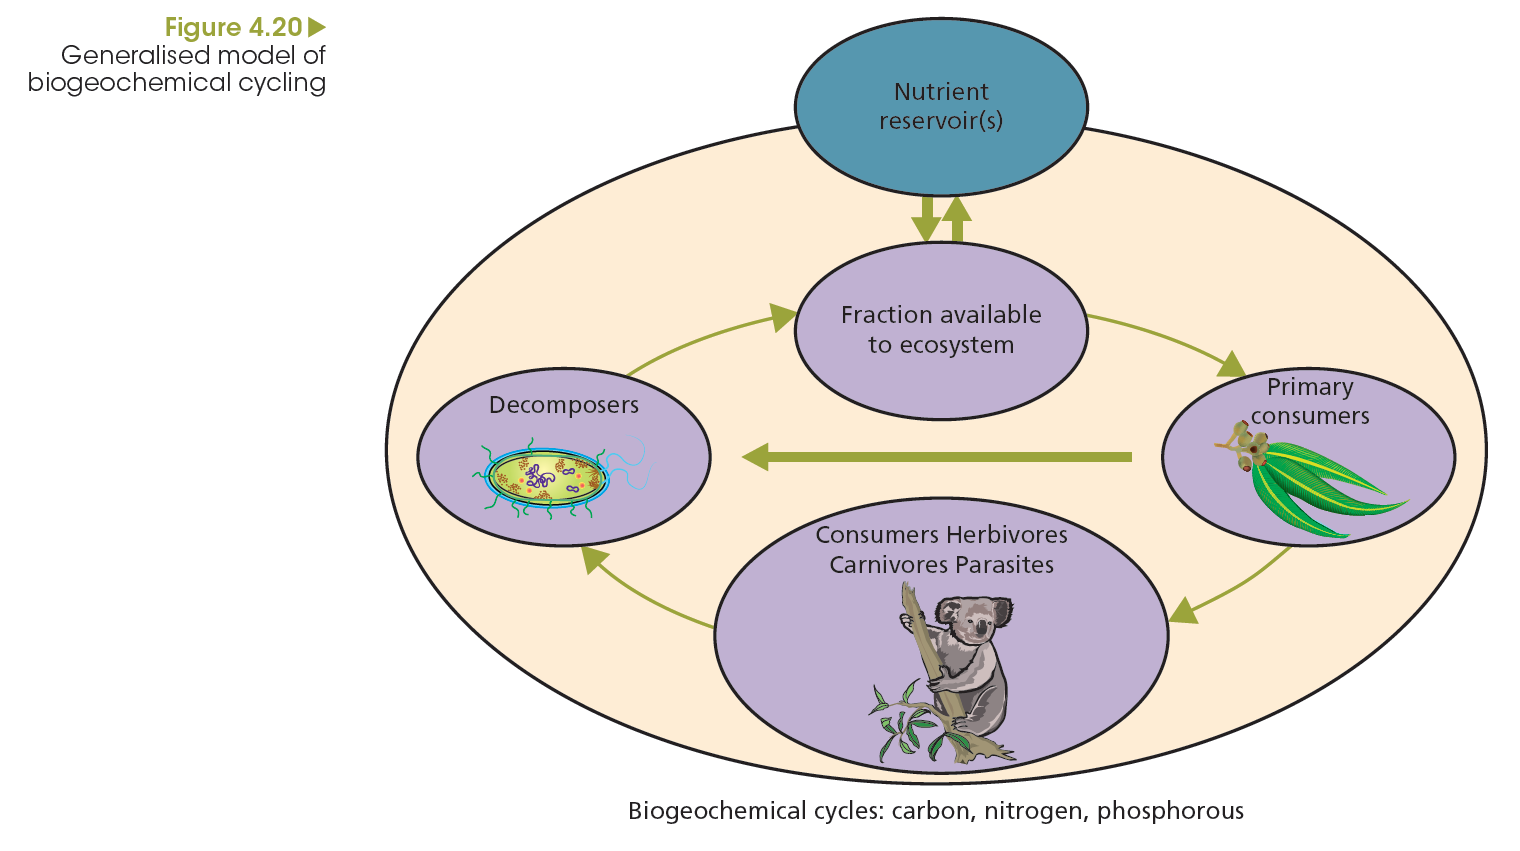 Figure 4.20
Generalised model of
biogeochemical cycling
Nutrient
reservoir(s)
Fraction available
to ecosystem
Primary
consumers
Decomposers
Consumers Herbivores
Carnivores Parasites
Biogeochemical cycles: carbon, nitrogen, phosphorous